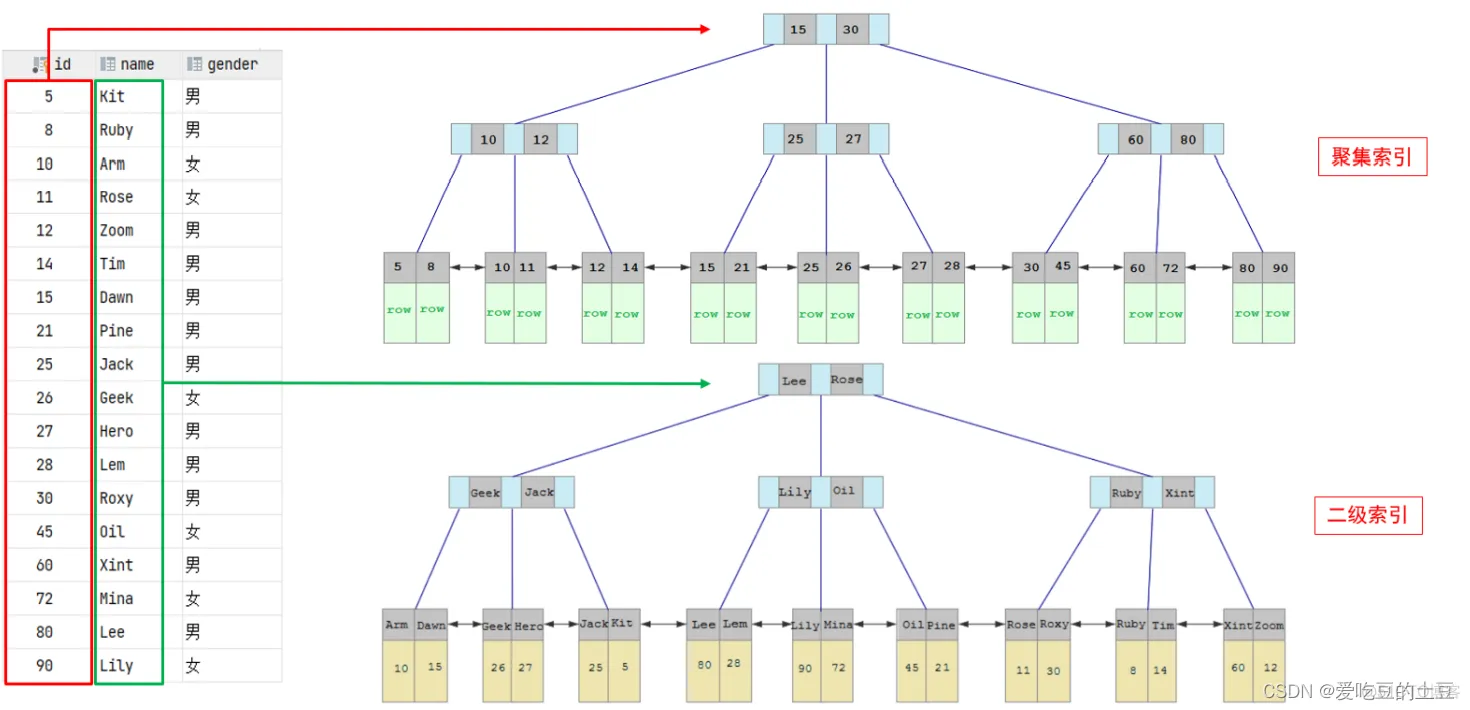 id name gender
5 Kit 男
8 Ruby 男
10 Arm 女
11 Rose 女
12 Zoom 男
14 Tim 男
15 Dawn 男
21 Pine 男
25 Jack 男
26 Geek 女
27 Hero 男
28 Lem 男
30 Roxy 男
45 Oil 女
60 Xint 男
72 Mina 女
80 Lee 男
90 Lily 女
15 30
10 12 25 27 60 80
聚集索引
5 8 10 11 12 14 15 21 25 26 27 28 30 45 60 72 80 90
row row row row row row row row row row row row row row row row row row
Lee Rose
Geek Jack Lily Oil Ruby Xint
二级索引
Arm Dawn Geek Hero Jack Kit Lee Lem Lily Mina Oil Pine Rose Roxy Ruby Tim Xint Zoom
10 15 26 27 25 5 80 28 90 72 45 21 11 30 8 14 60 12
CSDN @爱吃豆的土豆